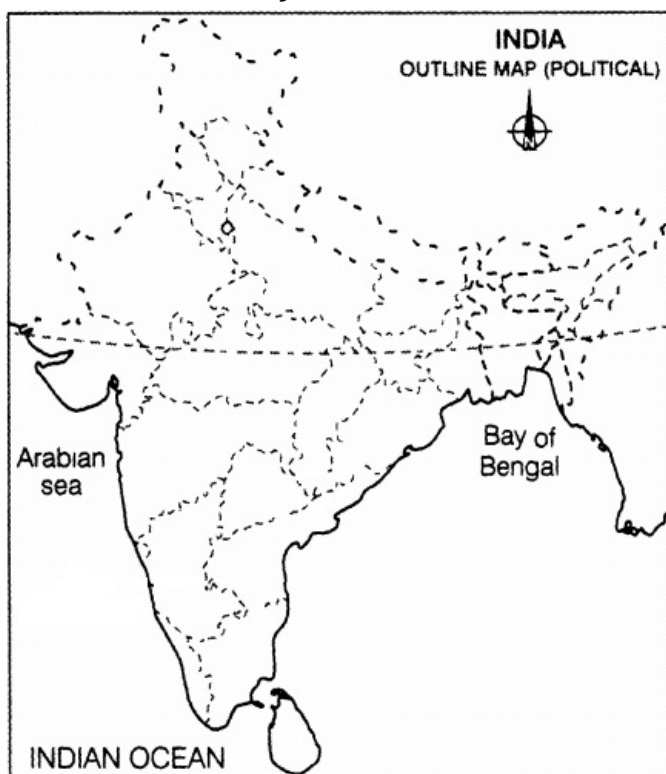 INDIA
OUTLINE MAP (POLITICAL)
N
Arabian
sea
Bay of
Bengal
INDIAN OCEAN